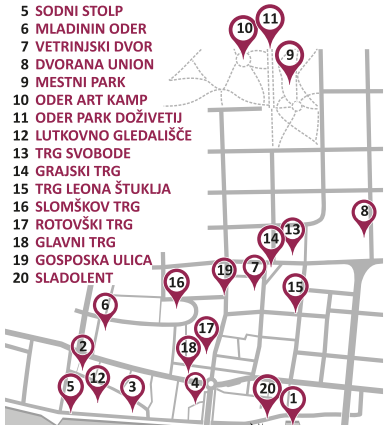 5 SODNI STOLP
6 MLADININ ODER
7 VETRINJSKI DVOR
8 DVORANA UNION
9 MESTNI PARK
10 ODER ART KAMP
11 ODER PARK DOŽIVETIJ
12 LUTKOVNO GLEDALIŠČE
13 TRG SVOBODE
14 GRAJSKI TRG
15 TRG LEONA ŠTUKLJA
16 SLOMŠKOV TRG
17 ROTOVŠKI TRG
18 GLAVNI TRG
19 GOSPOSKA ULICA
20 SLADOLENT
10
11
9
8
13
14
7
19
16
15
6
17
2
18
12
5
3
4
20
1